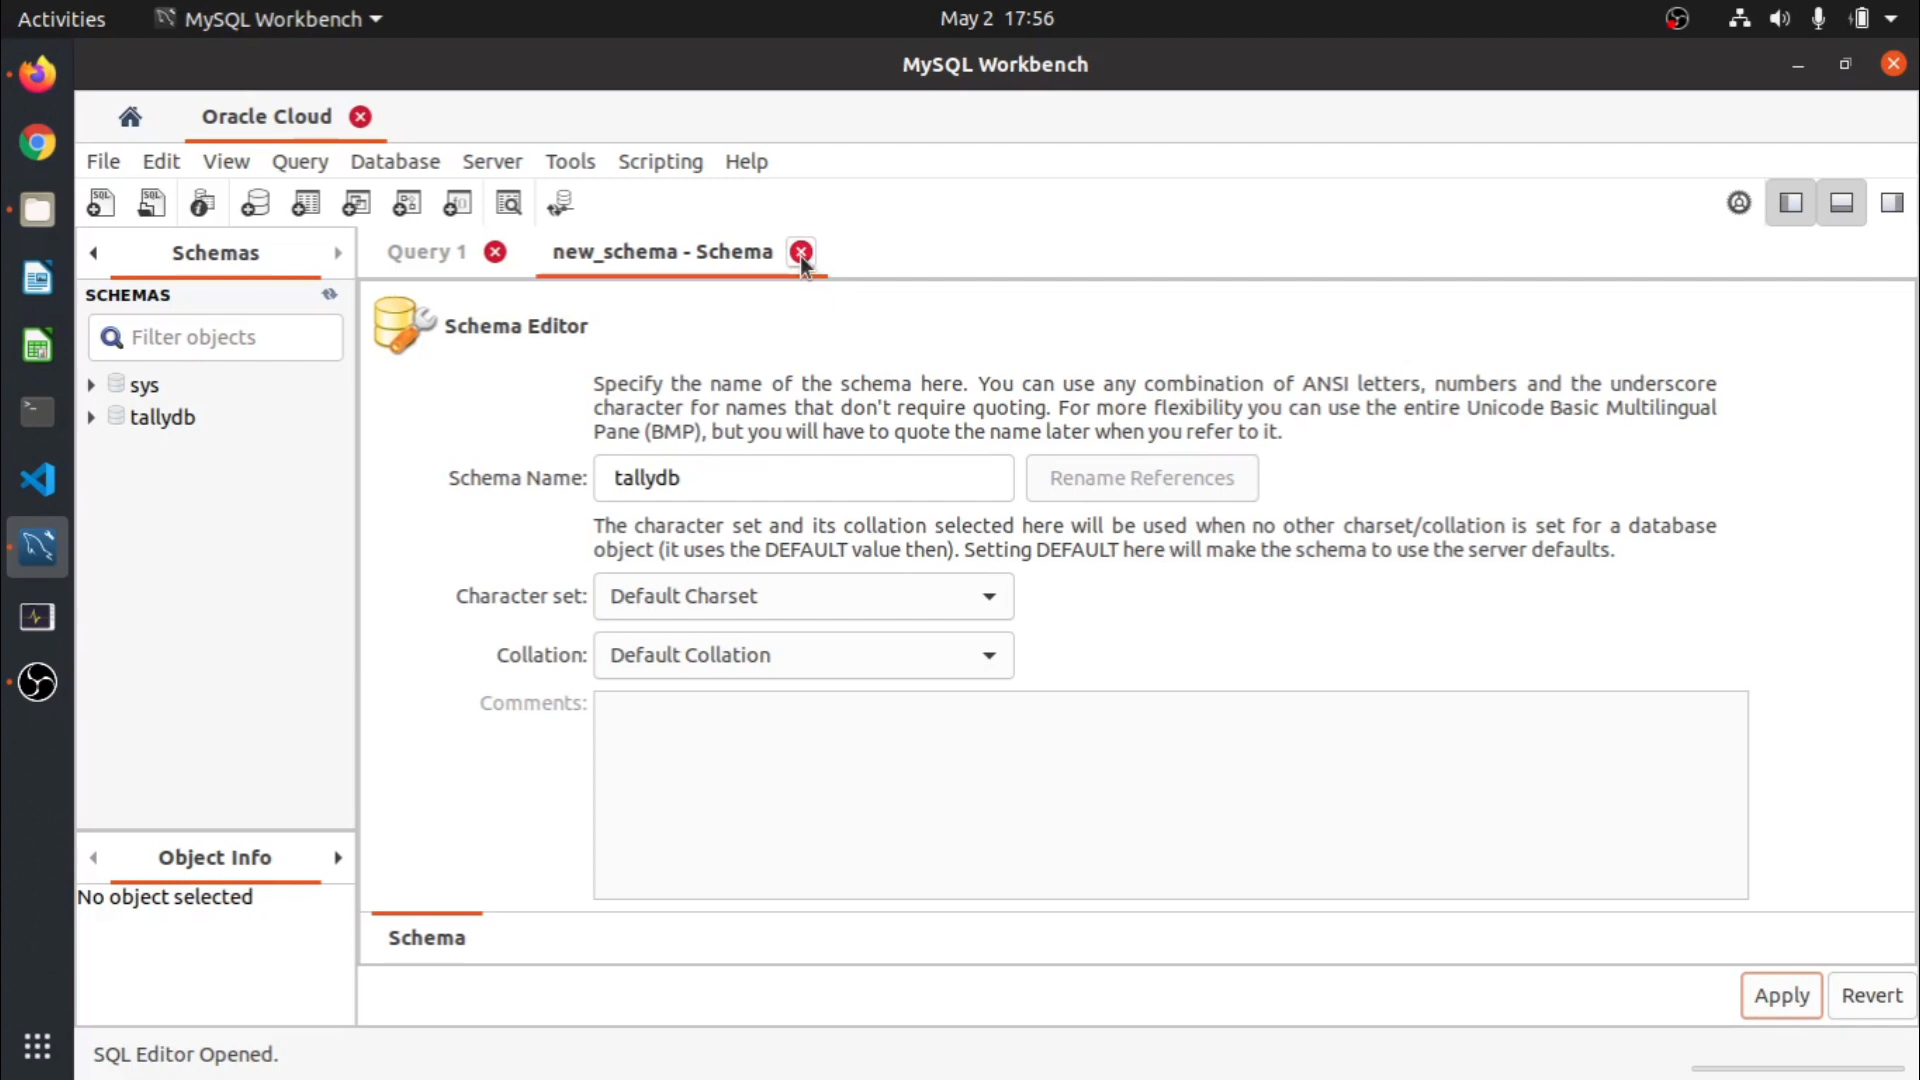 Activities
MySQL Workbench
May 2 17:56
MySQL Workbench
Oracle Cloud
File Edit View Query Database Server Tools Scripting Help
Schemas
Query 1
new_schema - Schema
SCHEMAS
Filter objects
sys
tallydb
Schema Editor
Specify the name of the schema here. You can use any combination of ANSI letters, numbers and the underscore
character for names that don't require quoting. For more flexibility you can use the entire Unicode Basic Multilingual
Pane (BMP), but you will have to quote the name later when you refer to it.
Schema Name: tallydb Rename References
The character set and its collation selected here will be used when no other charset/collation is set for a database
object (it uses the DEFAULT value then). Setting DEFAULT here will make the schema to use the server defaults.
Character set: Default Charset
Collation: Default Collation
Comments:
Object Info
No object selected
Schema
Apply Revert
SQL Editor Opened.